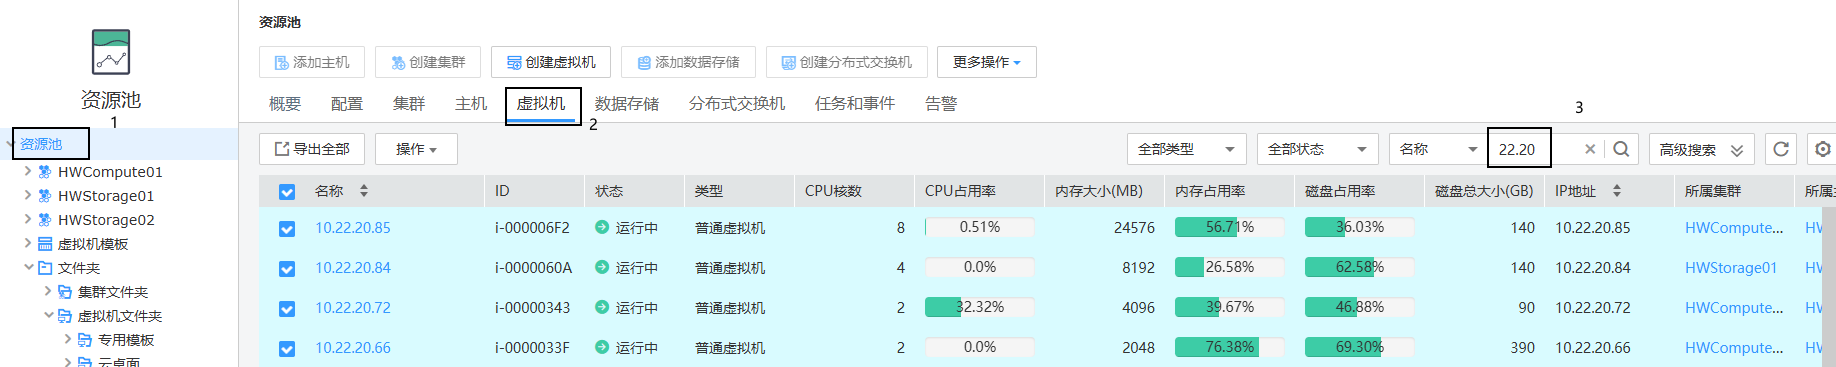 资源池
1
资源池
HWCompute01
HWStorage01
HWStorage02
虚拟机模板
文件夹
集群文件夹
虚拟机文件夹
专用模板
云桌面
资源池
添加主机 创建集群 创建虚拟机 添加数据存储 创建分布式交换机 更多操作
概要 配置 集群 主机 虚拟机 2 数据存储 分布式交换机 任务和事件 告警
3
导出全部 操作 全部类型 全部状态 名称 22.20 高级搜索
名称 ID 状态 类型 CPU核数 CPU占用率 内存大小(MB) 内存占用率 磁盘占用率 磁盘总大小(GB) IP地址 所属集群 所属
10.22.20.85 i-000006F2 运行中 普通虚拟机 8 0.51% 24576 56.71% 36.03% 140 10.22.20.85 HWCompute... HW
10.22.20.84 i-0000060A 运行中 普通虚拟机 4 0.0% 8192 26.58% 62.58% 140 10.22.20.84 HWStorage01 HW
10.22.20.72 i-00000343 运行中 普通虚拟机 2 32.32% 4096 39.67% 46.88% 90 10.22.20.72 HWCompute... HW
10.22.20.66 i-0000033F 运行中 普通虚拟机 2 0.0% 2048 76.38% 69.30% 390 10.22.20.66 HWCompute... HW